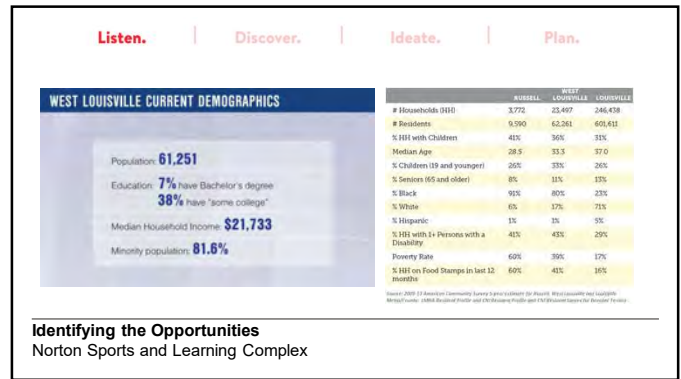 Listen. | Discover. | Ideate. | Plan.
WEST LOUISVILLE CURRENT DEMOGRAPHICS
Population: 61,251
Education: 7% have Bachelor's degree
38% have "some college"
Median Household Income: $21,733
Minority population: 81.6%
RUSSELL WEST LOUISVILLE LOUISVILLE
# Households (HH) 3,772 23,497 246,438
# Residents 9,590 62,261 601,611
% HH with Children 41% 36% 31%
Median Age 28.5 33.3 37.0
% Children (19 and younger) 26% 33% 26%
% Seniors (65 and older) 8% 11% 13%
% Black 91% 80% 23%
% White 6% 17% 71%
% Hispanic 1% 1% 5%
% HH with 1+ Persons with a Disability 41% 43% 29%
Poverty Rate 60% 39% 17%
% HH on Food Stamps in last 12 months 60% 41% 16%
Identifying the Opportunities
Norton Sports and Learning Complex